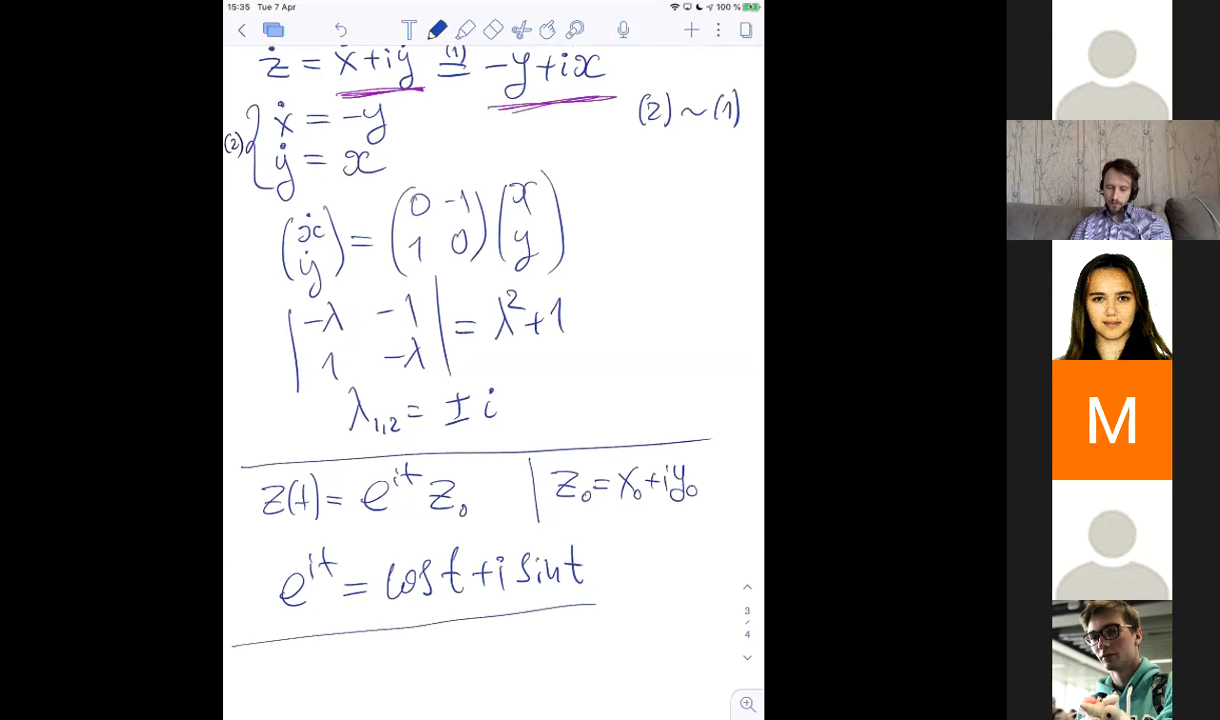 15:35 Tue 7 Apr
100 %
T
ż = ẋ+iẏ (1)= -y+ix
(2) ~ (1)
(2) { ẋ = -y
ẏ = x
(ẋ ẏ) = (0 -1 1 0) (x y)
|-λ -1 1 -λ| = λ²+1
λ1,2 = ± i
z(t) = e^{it} z₀ | z₀ = x₀+iy₀
e^{it} = cos t + i sin t
3
/
4
M